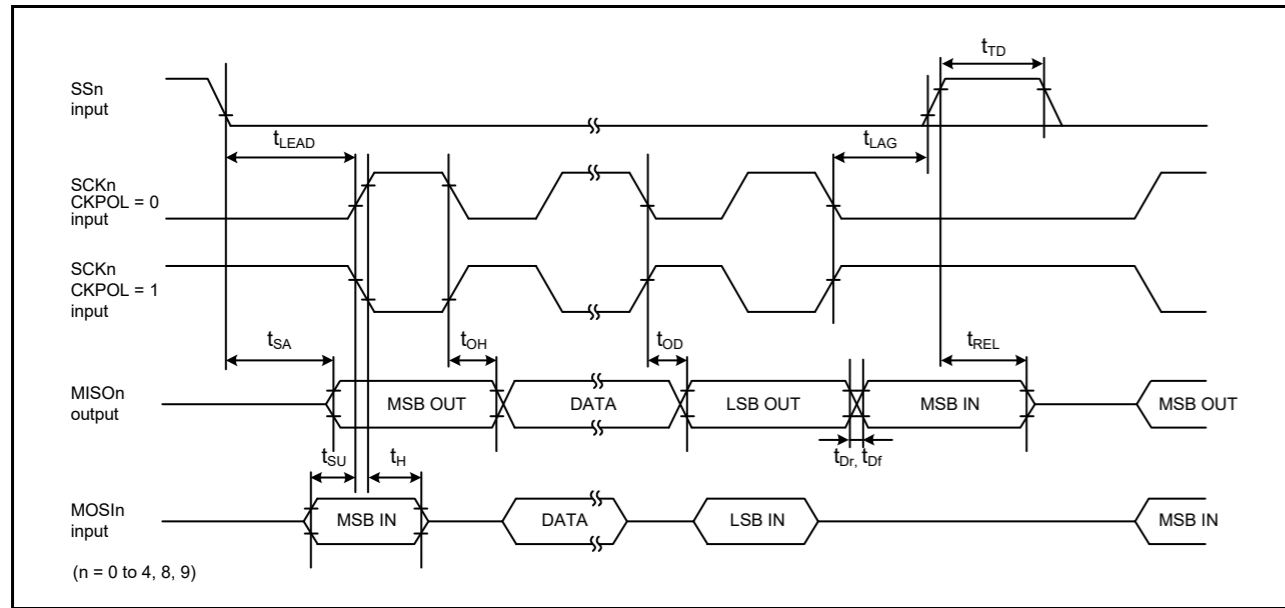 tTD
SSn
input
tLEAD
tLAG
SCKn
CKPOL = 0
input
SCKn
CKPOL = 1
input
tSA
tOH
tOD
tREL
MISOn
output
MSB OUT
DATA
LSB OUT
MSB IN
MSB OUT
tSU
tH
tDr, tDf
MOSIn
input
MSB IN
DATA
LSB IN
MSB IN
(n = 0 to 4, 8, 9)